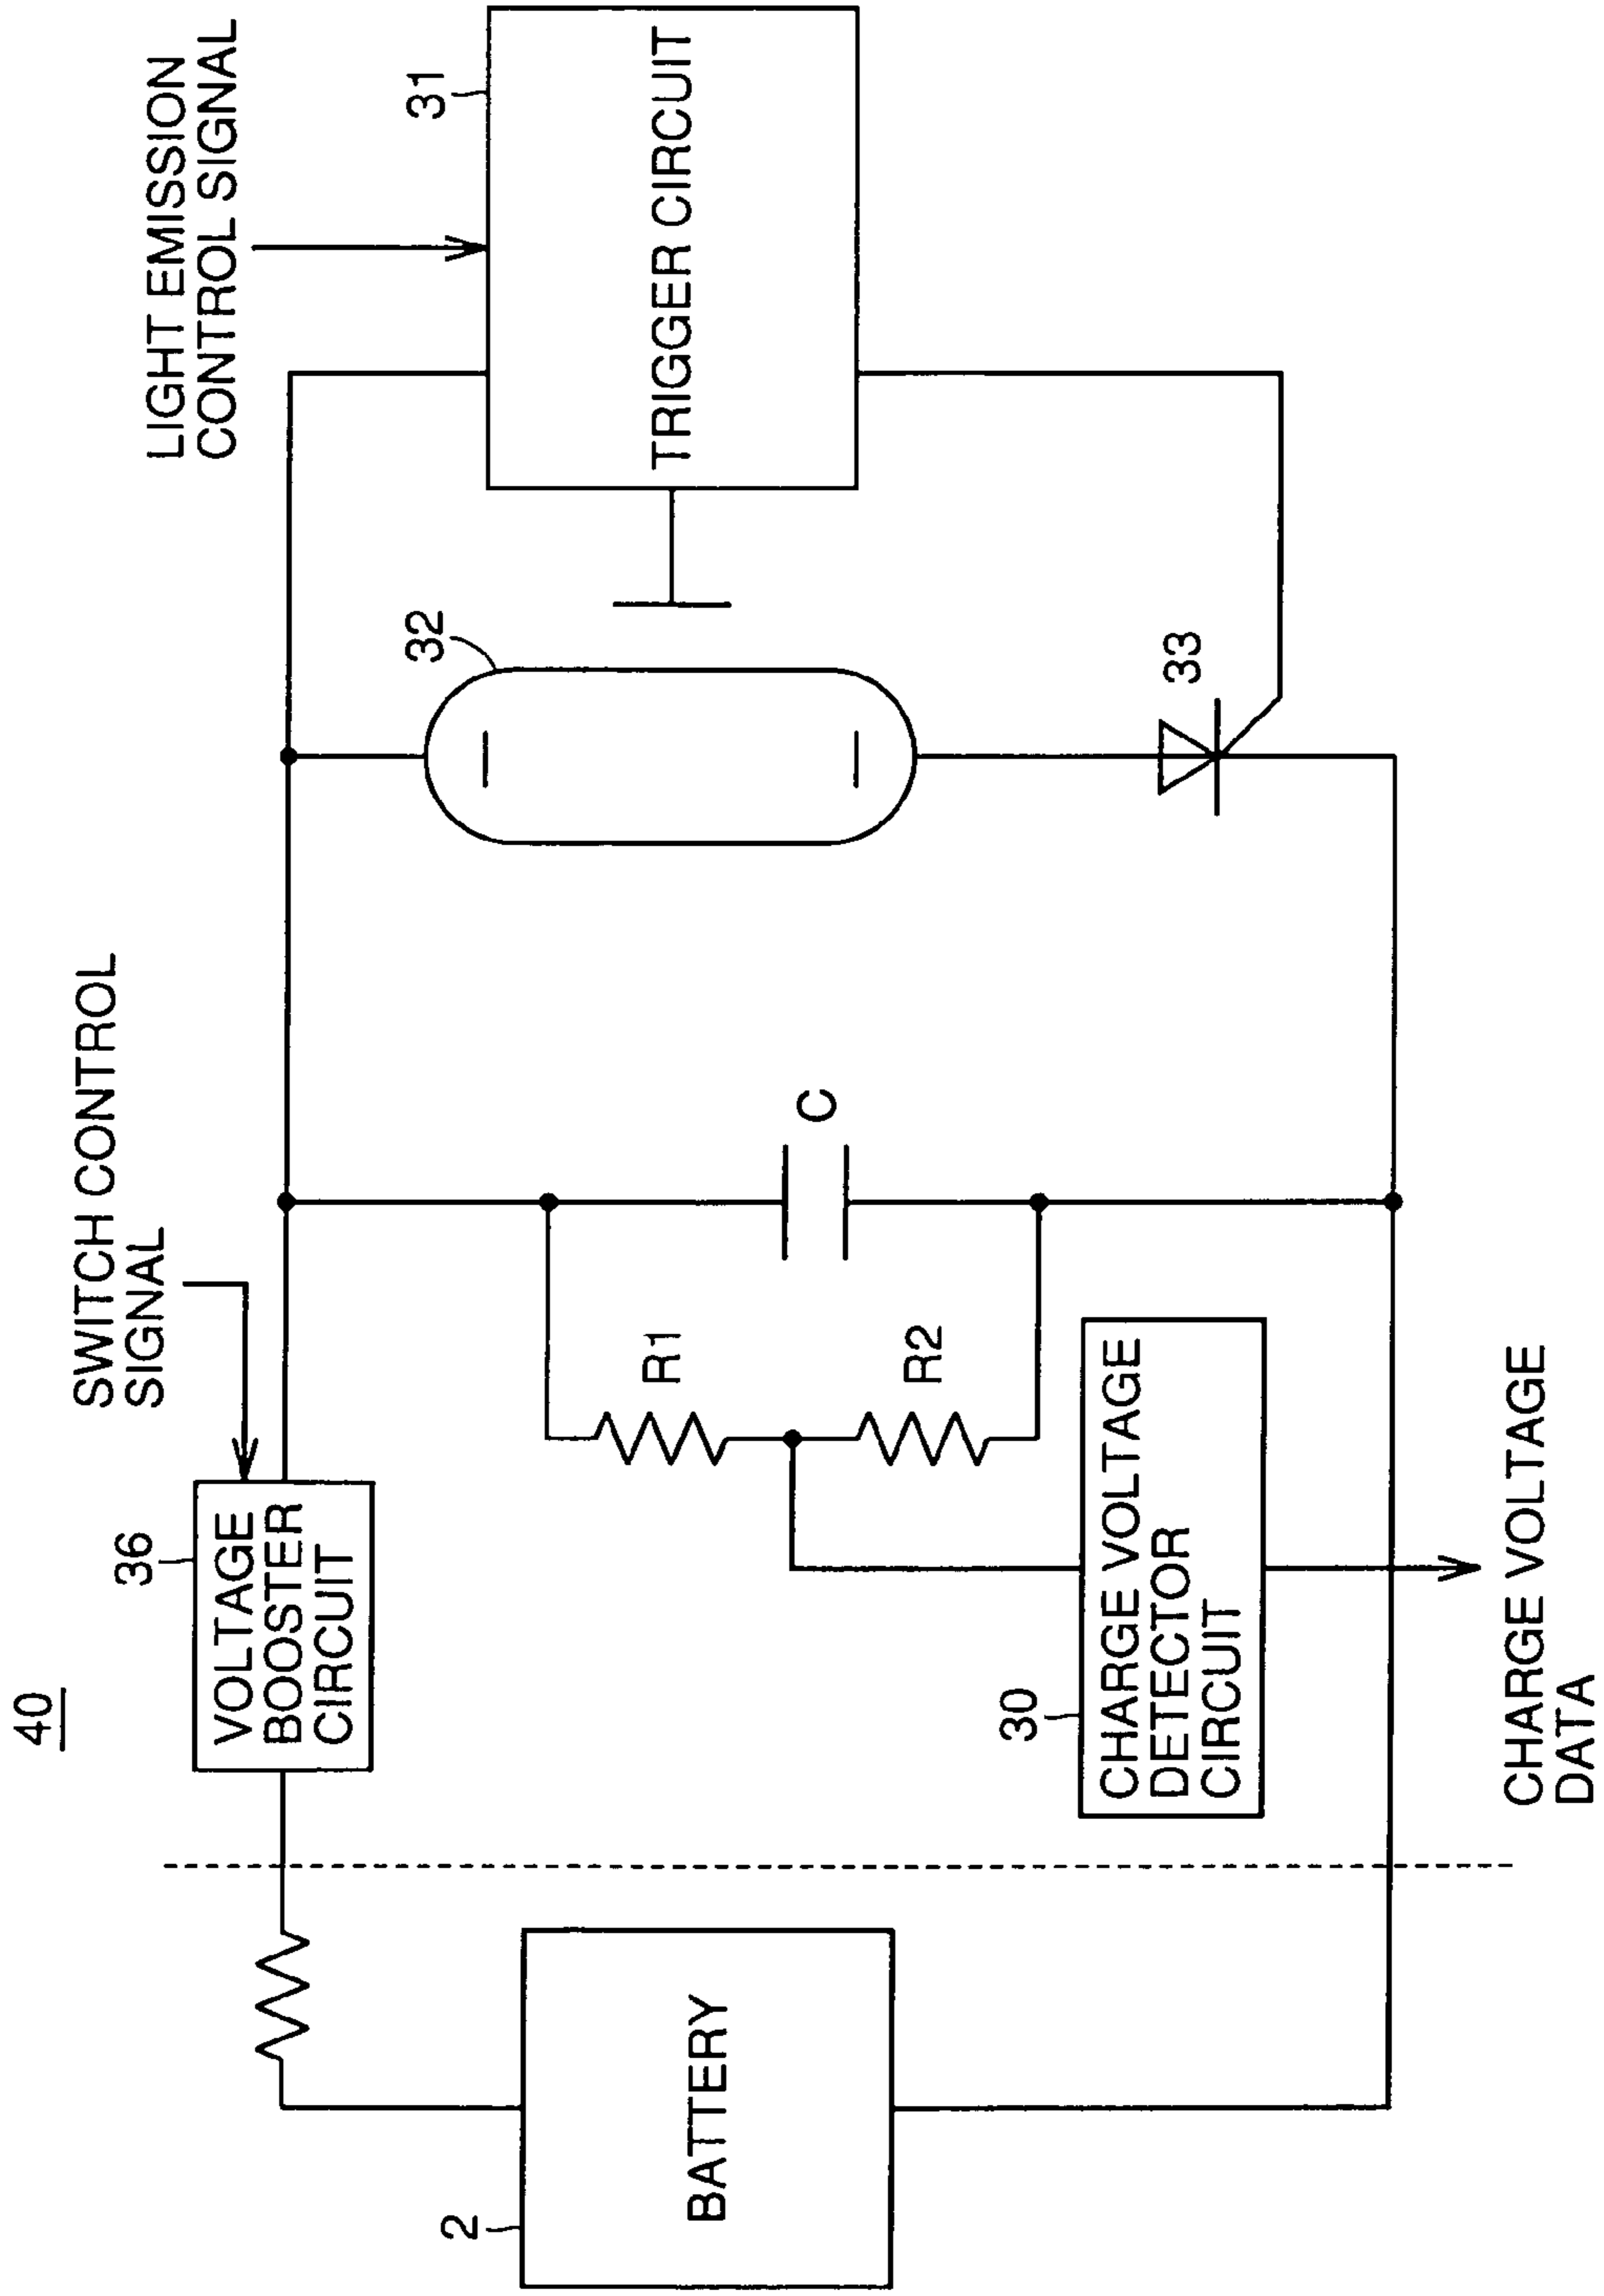 40
SWITCH CONTROL
SIGNAL
LIGHT EMISSION
CONTROL SIGNAL
36
VOLTAGE
BOOSTER
CIRCUIT
2
BATTERY
R1
R2
C
30
CHARGE VOLTAGE
DETECTOR
CIRCUIT
CHARGE VOLTAGE
DATA
32
33
31
TRIGGER CIRCUIT